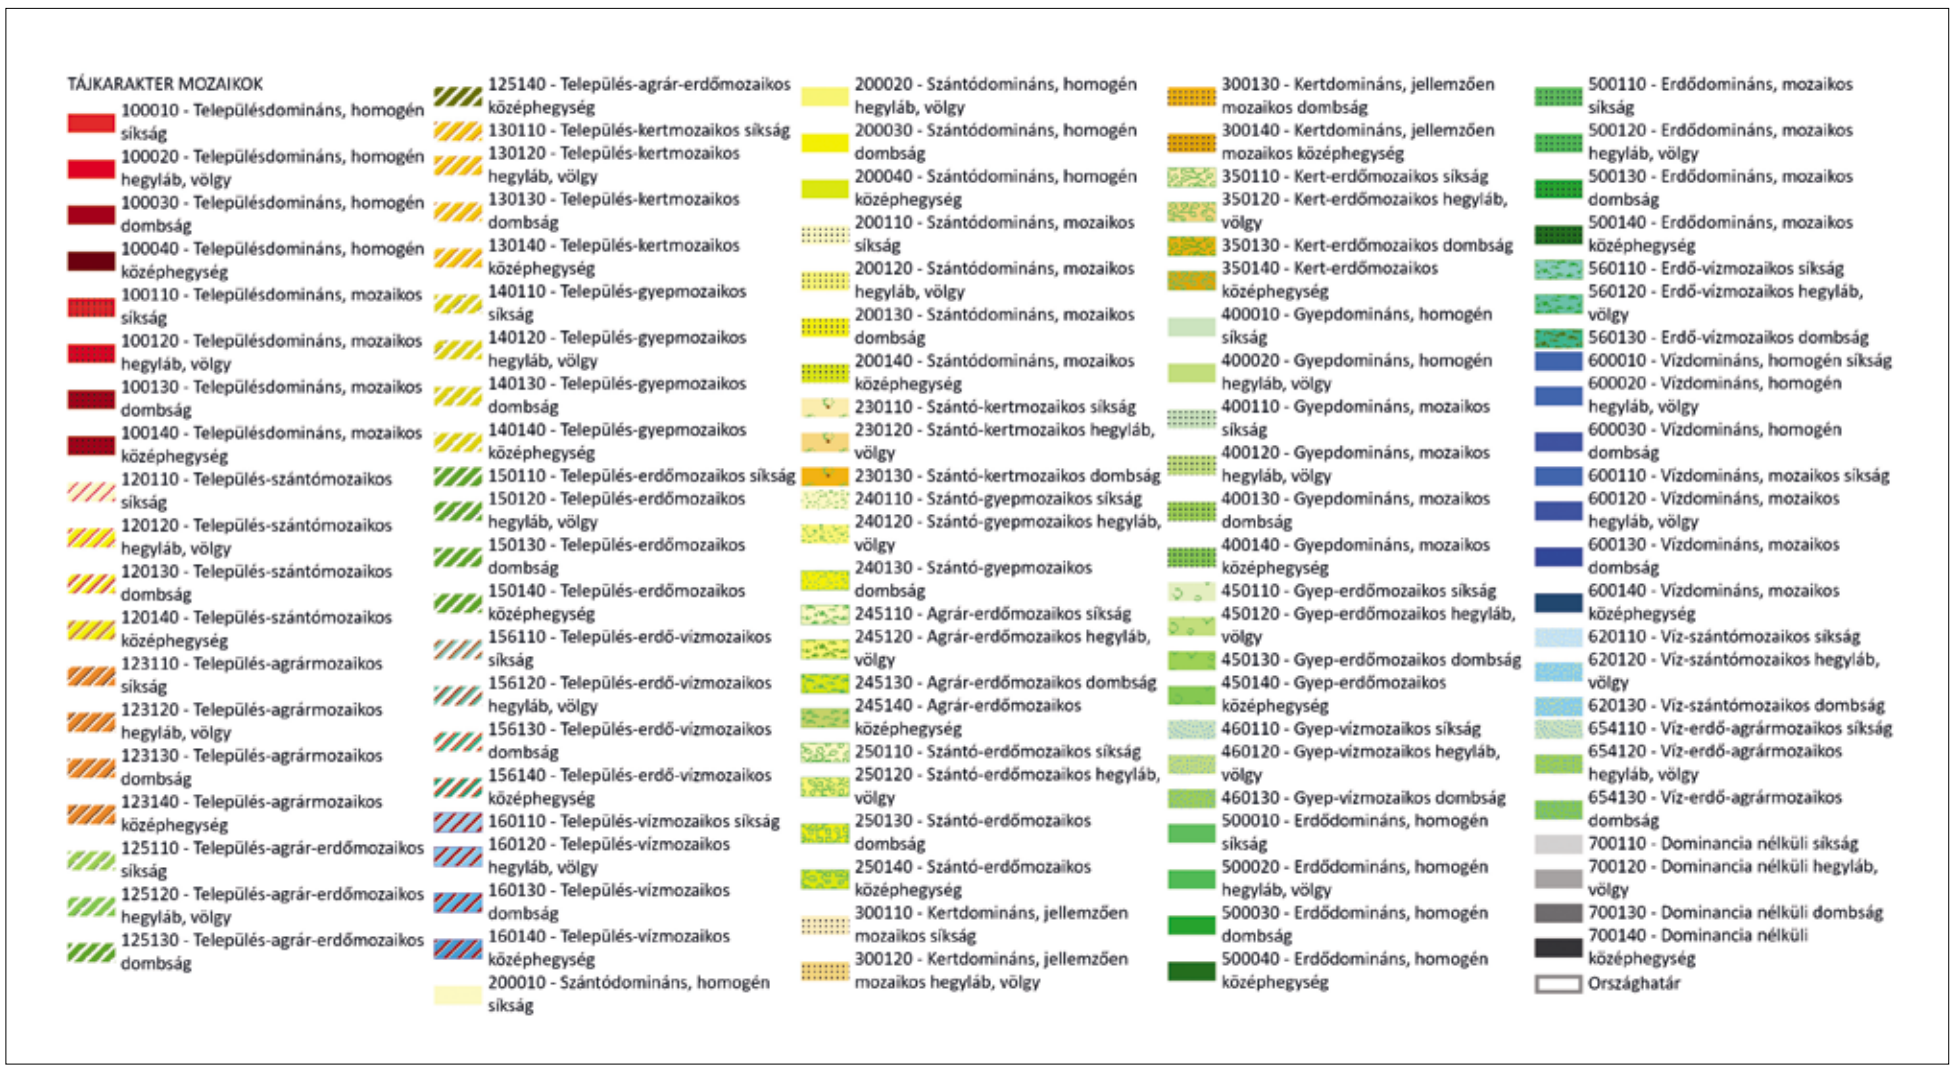 TÁJKARAKTER MOZAIKOK
100010 - Településdomináns, homogén
síkság
100020 - Településdomináns, homogén
hegyláb, völgy
100030 - Településdomináns, homogén
dombság
100040 - Településdomináns, homogén
középhegység
100110 - Településdomináns, mozaikos
síkság
100120 - Településdomináns, mozaikos
hegyláb, völgy
100130 - Településdomináns, mozaikos
dombság
100140 - Településdomináns, mozaikos
középhegység
120110 - Település-szántómozaikos
síkság
120120 - Település-szántómozaikos
hegyláb, völgy
120130 - Település-szántómozaikos
dombság
120140 - Település-szántómozaikos
középhegység
123110 - Település-agrármozaikos
síkság
123120 - Település-agrármozaikos
hegyláb, völgy
123130 - Település-agrármozaikos
dombság
123140 - Település-agrármozaikos
középhegység
125110 - Település-agrár-erdőmozaikos
síkság
125120 - Település-agrár-erdőmozaikos
hegyláb, völgy
125130 - Település-agrár-erdőmozaikos
dombság
125140 - Település-agrár-erdőmozaikos
középhegység
130110 - Település-kertmozaikos síkság
130120 - Település-kertmozaikos
hegyláb, völgy
130130 - Település-kertmozaikos
dombság
130140 - Település-kertmozaikos
középhegység
140110 - Település-gyepmozaikos
síkság
140120 - Település-gyepmozaikos
hegyláb, völgy
140130 - Település-gyepmozaikos
dombság
140140 - Település-gyepmozaikos
középhegység
150110 - Település-erdőmozaikos síkság
150120 - Település-erdőmozaikos
hegyláb, völgy
150130 - Település-erdőmozaikos
dombság
150140 - Település-erdőmozaikos
középhegység
156110 - Település-erdő-vízmozaikos
síkság
156120 - Település-erdő-vízmozaikos
hegyláb, völgy
156130 - Település-erdő-vízmozaikos
dombság
156140 - Település-erdő-vízmozaikos
középhegység
160110 - Település-vízmozaikos síkság
160120 - Település-vízmozaikos
hegyláb, völgy
160130 - Település-vízmozaikos
dombság
160140 - Település-vízmozaikos
középhegység
200010 - Szántódomináns, homogén
síkság
200020 - Szántódomináns, homogén
hegyláb, völgy
200030 - Szántódomináns, homogén
dombság
200040 - Szántódomináns, homogén
középhegység
200110 - Szántódomináns, mozaikos
síkság
200120 - Szántódomináns, mozaikos
hegyláb, völgy
200130 - Szántódomináns, mozaikos
dombság
200140 - Szántódomináns, mozaikos
középhegység
230110 - Szántó-kertmozaikos síkság
230120 - Szántó-kertmozaikos hegyláb,
völgy
230130 - Szántó-kertmozaikos dombság
240110 - Szántó-gyepmozaikos síkság
240120 - Szántó-gyepmozaikos hegyláb,
völgy
240130 - Szántó-gyepmozaikos
dombság
245110 - Agrár-erdőmozaikos síkság
245120 - Agrár-erdőmozaikos hegyláb,
völgy
245130 - Agrár-erdőmozaikos dombság
245140 - Agrár-erdőmozaikos
középhegység
250110 - Szántó-erdőmozaikos síkság
250120 - Szántó-erdőmozaikos hegyláb,
völgy
250130 - Szántó-erdőmozaikos
dombság
250140 - Szántó-erdőmozaikos
középhegység
300110 - Kertdomináns, jellemzően
mozaikos síkság
300120 - Kertdomináns, jellemzően
mozaikos hegyláb, völgy
300130 - Kertdomináns, jellemzően
mozaikos dombság
300140 - Kertdomináns, jellemzően
mozaikos középhegység
350110 - Kert-erdőmozaikos síkság
350120 - Kert-erdőmozaikos hegyláb,
völgy
350130 - Kert-erdőmozaikos dombság
350140 - Kert-erdőmozaikos
középhegység
400010 - Gyepdomináns, homogén
síkság
400020 - Gyepdomináns, homogén
hegyláb, völgy
400110 - Gyepdomináns, mozaikos
síkság
400120 - Gyepdomináns, mozaikos
hegyláb, völgy
400130 - Gyepdomináns, mozaikos
dombság
400140 - Gyepdomináns, mozaikos
középhegység
450110 - Gyep-erdőmozaikos síkság
450120 - Gyep-erdőmozaikos hegyláb,
völgy
450130 - Gyep-erdőmozaikos dombság
450140 - Gyep-erdőmozaikos
középhegység
460110 - Gyep-vízmozaikos síkság
460120 - Gyep-vízmozaikos hegyláb,
völgy
460130 - Gyep-vízmozaikos dombság
500010 - Erdődomináns, homogén
síkság
500020 - Erdődomináns, homogén
hegyláb, völgy
500030 - Erdődomináns, homogén
dombság
500040 - Erdődomináns, homogén
középhegység
500110 - Erdődomináns, mozaikos
síkság
500120 - Erdődomináns, mozaikos
hegyláb, völgy
500130 - Erdődomináns, mozaikos
dombság
500140 - Erdődomináns, mozaikos
középhegység
560110 - Erdő-vízmozaikos síkság
560120 - Erdő-vízmozaikos hegyláb,
völgy
560130 - Erdő-vízmozaikos dombság
600010 - Vízdomináns, homogén síkság
600020 - Vízdomináns, homogén
hegyláb, völgy
600030 - Vízdomináns, homogén
dombság
600110 - Vízdomináns, mozaikos síkság
600120 - Vízdomináns, mozaikos
hegyláb, völgy
600130 - Vízdomináns, mozaikos
dombság
600140 - Vízdomináns, mozaikos
középhegység
620110 - Víz-szántómozaikos síkság
620120 - Víz-szántómozaikos hegyláb,
völgy
620130 - Víz-szántómozaikos dombság
654110 - Víz-erdő-agrármozaikos síkság
654120 - Víz-erdő-agrármozaikos
hegyláb, völgy
654130 - Víz-erdő-agrármozaikos
dombság
700110 - Dominancia nélküli síkság
700120 - Dominancia nélküli hegyláb,
völgy
700130 - Dominancia nélküli dombság
700140 - Dominancia nélküli
középhegység
Országhatár